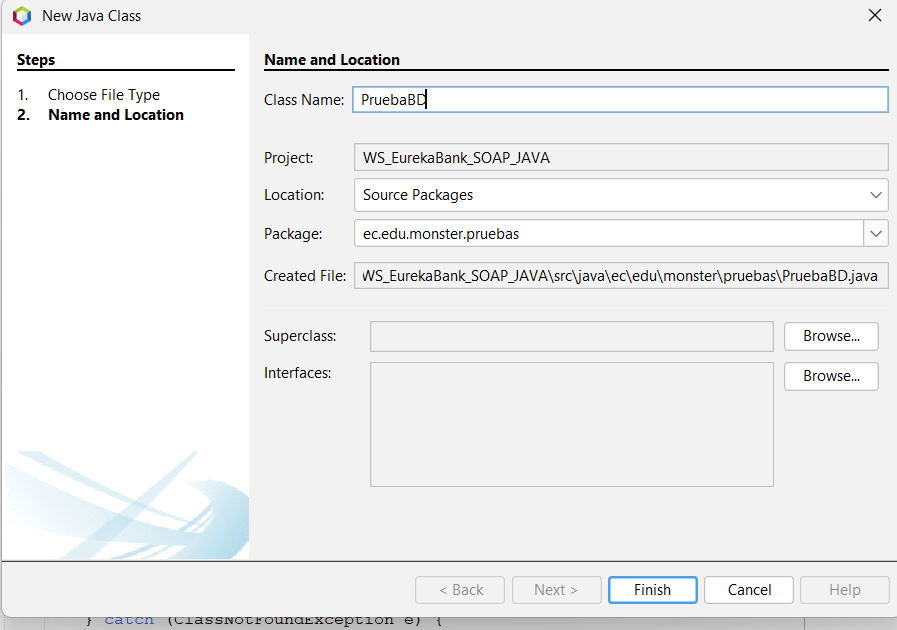 New Java Class
Steps
1. Choose File Type
2. Name and Location
Name and Location
Class Name: PruebaBD
Project: WS_EurekaBank_SOAP_JAVA
Location: Source Packages
Package: ec.edu.monster.pruebas
Created File: WS_EurekaBank_SOAP_JAVA\src\java\ec\edu\monster\pruebas\PruebaBD.java
Superclass: Browse...
Interfaces: Browse...
< Back Next > Finish Cancel Help
} catch (ClassNotFoundException e) {